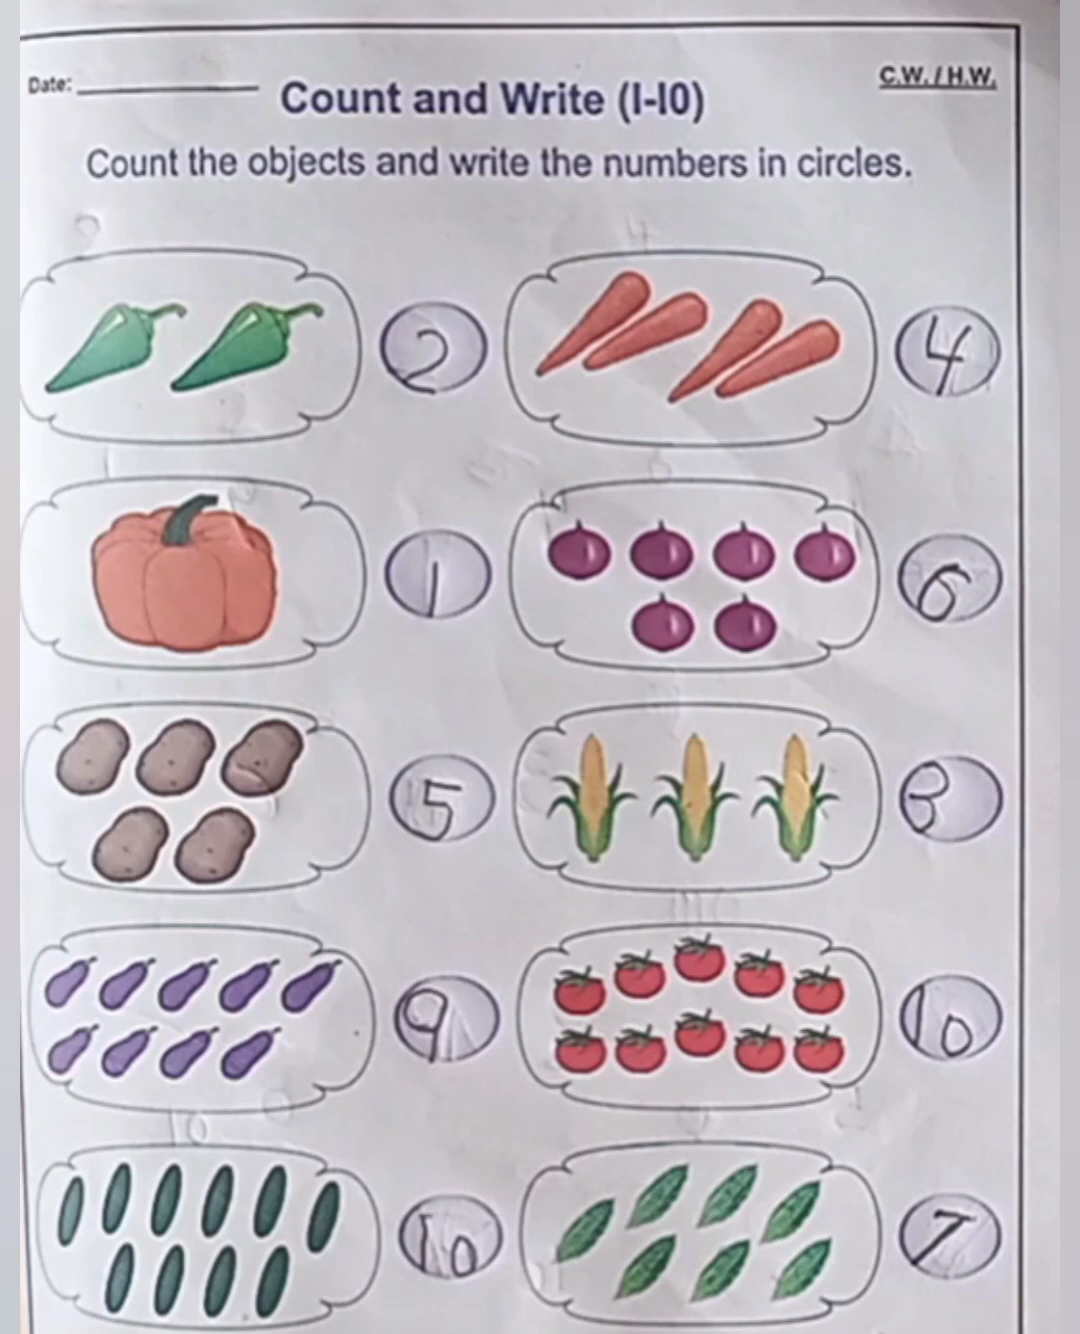 Date: ____________
C.W. / H.W.
Count and Write (1-10)
Count the objects and write the numbers in circles.
2
4
1
6
5
3
9
10
10
7